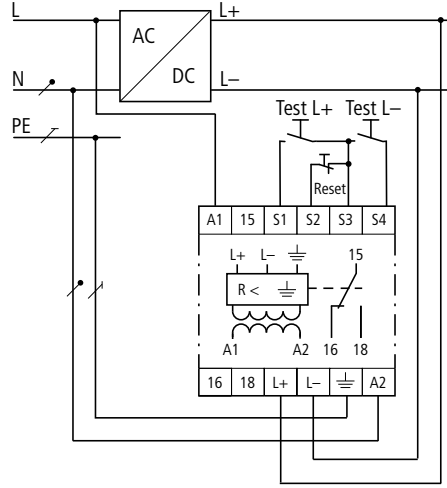 L
L+
AC
DC
N
L–
PE
Test L+ Test L–
Reset
A1 15 S1 S2 S3 S4
L+ L– 15
R <
A1 A2 16 18
16 18 L+ L– A2